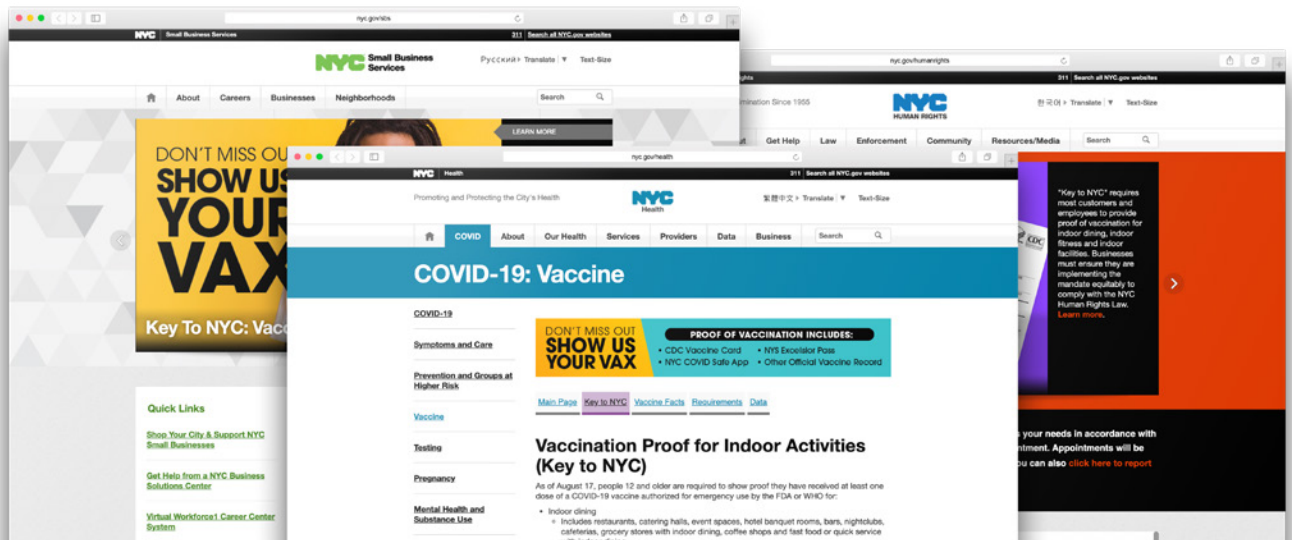 nyc.gov/sbs
NYC Small Business Services
311 Search all NYC.gov websites
NYC Small Business
Services
Русский Translate ▼ Text-Size
About Careers Businesses Neighborhoods
Search
LEARN MORE
DON'T MISS OU
SHOW US
YOUR
VAX
Key To NYC: Vacc
Quick Links
Shop Your City & Support NYC
Small Businesses
Get Help from a NYC Business
Solutions Center
Virtual Workforce1 Career Center
System
nyc.gov/health
NYC Health
311 Search all NYC.gov websites
Promoting and Protecting the City's Health
NYC
Health
繁體中文 Translate ▼ Text-Size
COVID About Our Health Services Providers Data Business
Search
COVID-19: Vaccine
COVID-19
Symptoms and Care
Prevention and Groups at
Higher Risk
Vaccine
Testing
Pregnancy
Mental Health and
Substance Use
DON'T MISS OUT
SHOW US
YOUR VAX
PROOF OF VACCINATION INCLUDES:
• CDC Vaccine Card • NYS Excelsior Pass
• NYC COVID Safe App • Other Official Vaccine Record
Main Page Key to NYC Vaccine Facts Requirements Data
Vaccination Proof for Indoor Activities
(Key to NYC)
As of August 17, people 12 and older are required to show proof they have received at least one
dose of a COVID-19 vaccine authorized for emergency use by the FDA or WHO for:
• Indoor dining
Includes restaurants, catering halls, event spaces, hotel banquet rooms, bars, nightclubs,
cafeterias, grocery stores with indoor dining, coffee shops and fast food or quick service
nyc.gov/humanrights
ghts
311 Search all NYC.gov websites
mination Since 1955
NYC
HUMAN RIGHTS
한국어 Translate ▼ Text-Size
ut Get Help Law Enforcement Community Resources/Media
Search
CDC
"Key to NYC" requires
most customers and
employees to provide
proof of vaccination for
indoor dining, indoor
fitness and indoor
facilities. Businesses
must ensure they are
implementing the
mandate equitably to
comply with the NYC
Human Rights Law.
Learn more.
s your needs in accordance with
ntment. Appointments will be
ou can also click here to report